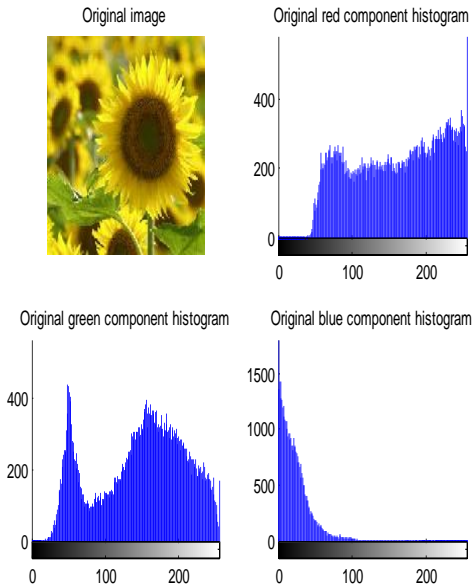 Original image
Original red component histogram
400
200
0
0 100 200
Original green component histogram
400
200
0
0 100 200
Original blue component histogram
1500
1000
500
0
0 100 200